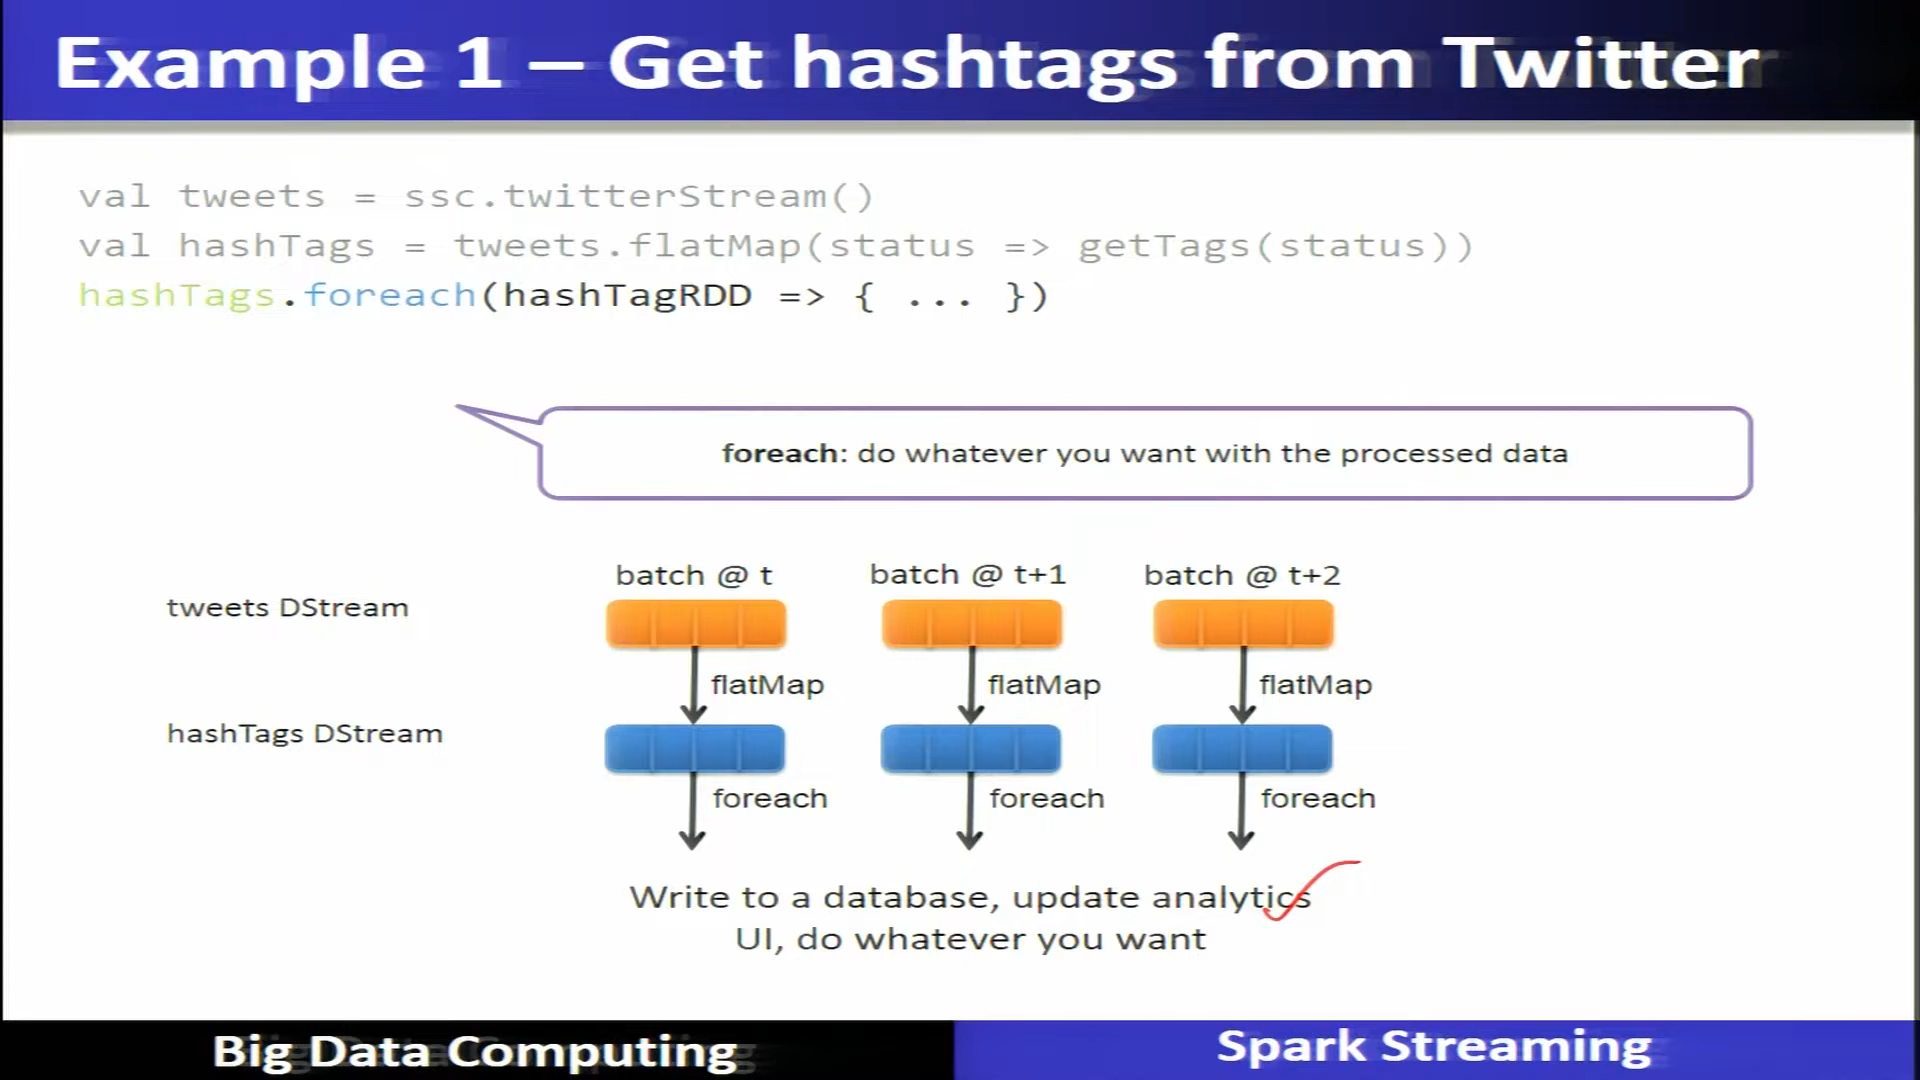 Example 1 – Get hashtags from Twitter
val tweets = ssc.twitterStream()
val hashTags = tweets.flatMap(status => getTags(status))
hashTags.foreach(hashTagRDD => { ... })
foreach: do whatever you want with the processed data
batch @ t batch @ t+1 batch @ t+2
tweets DStream
flatMap flatMap flatMap
hashTags DStream
foreach foreach foreach
Write to a database, update analytics
UI, do whatever you want
Big Data Computing
Spark Streaming